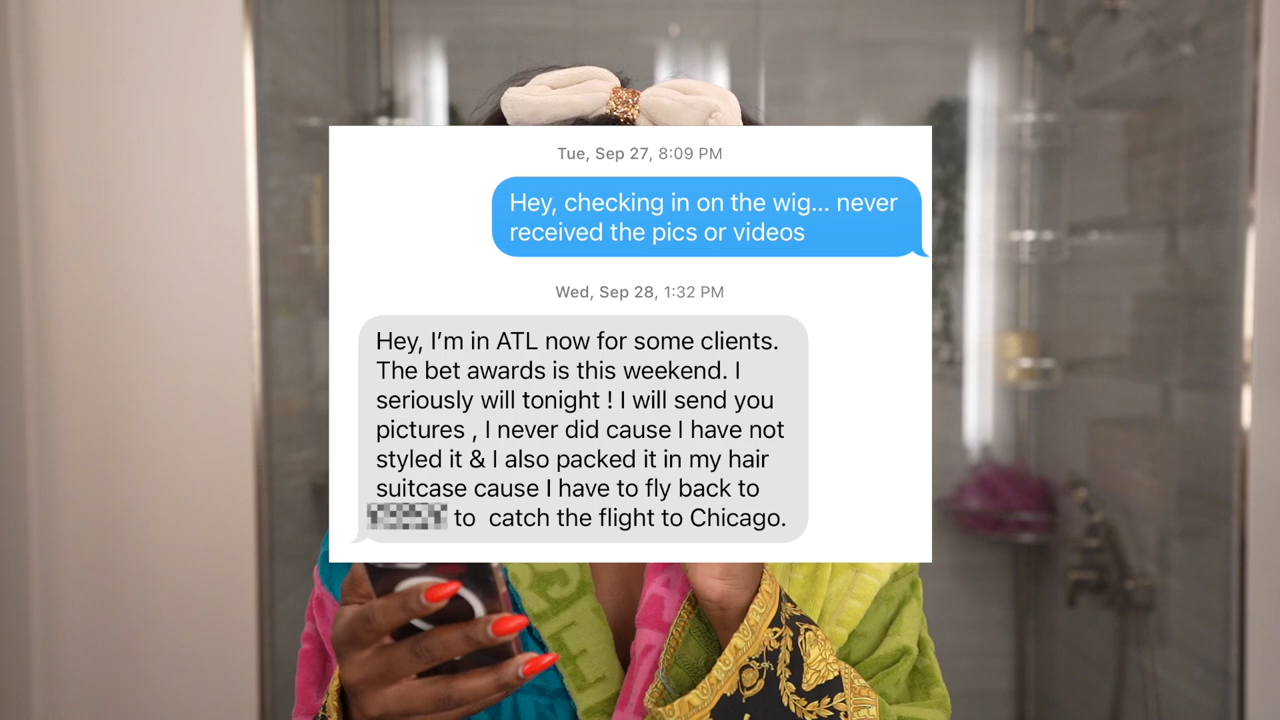 Tue, Sep 27, 8:09 PM
Hey, checking in on the wig... never
received the pics or videos
Wed, Sep 28, 1:32 PM
Hey, I’m in ATL now for some clients.
The bet awards is this weekend. I
seriously will tonight ! I will send you
pictures , I never did cause I have not
styled it & I also packed it in my hair
suitcase cause I have to fly back to
to  catch the flight to Chicago.